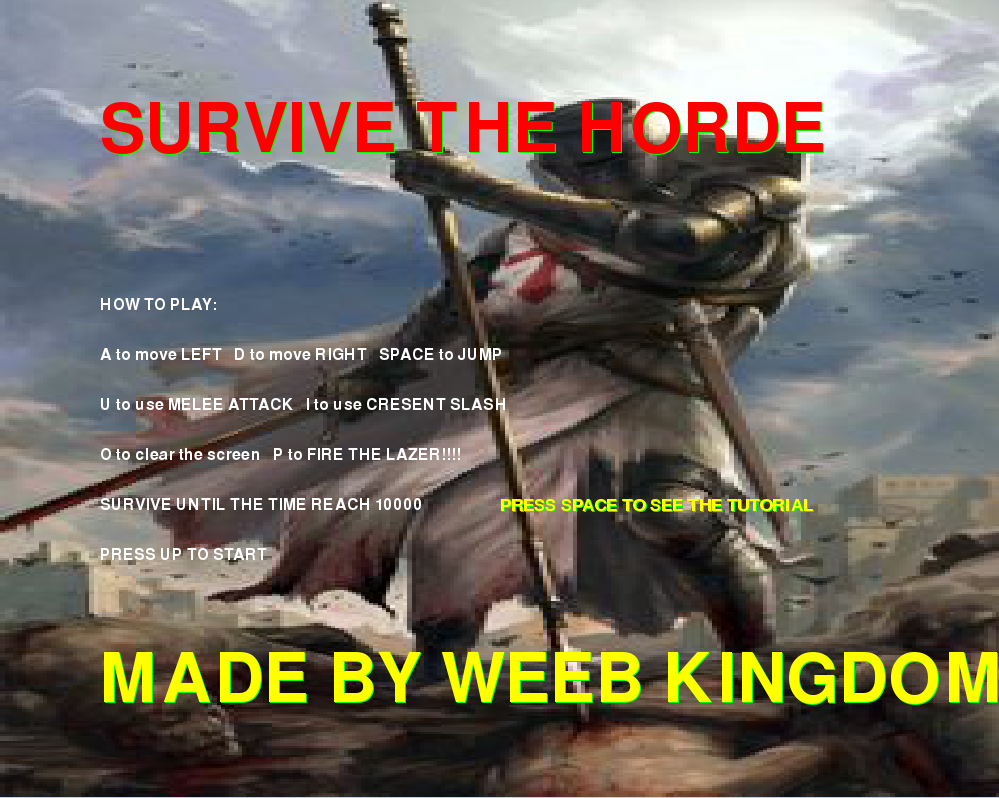 SURVIVE THE HORDE
HOW TO PLAY:
A to move LEFT D to move RIGHT SPACE to JUMP
U to use MELEE ATTACK I to use CRESENT SLASH
O to clear the screen P to FIRE THE LAZER!!!!
SURVIVE UNTIL THE TIME REACH 10000
PRESS SPACE TO SEE THE TUTORIAL
PRESS UP TO START
MADE BY WEEB KINGDOM